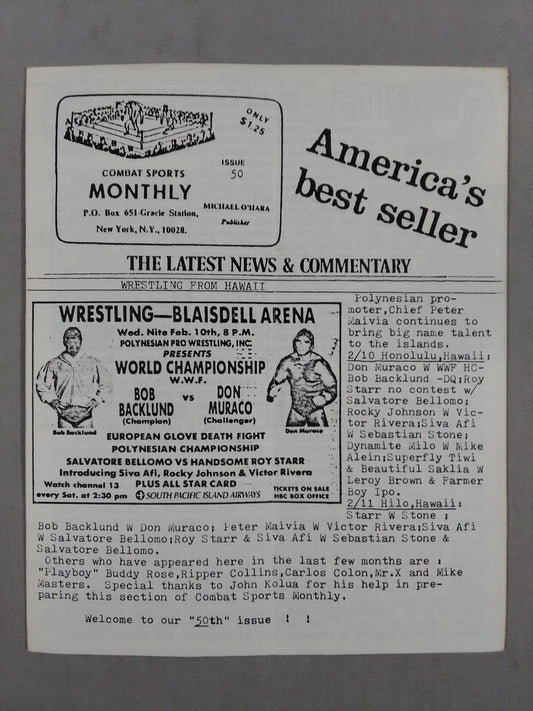 ONLY
$1.25
COMBAT SPORTS
MONTHLY
ISSUE
50
P.O. Box 651-Gracie Station,
New York, N.Y., 10028.
MICHAEL O'HARA
Publisher
America's
best seller
THE LATEST NEWS & COMMENTARY
WRESTLING FROM HAWAII
WRESTLING—BLAISDELL ARENA
Wed. Nite Feb. 10th, 8 P.M.
POLYNESIAN PRO WRESTLING, INC.
PRESENTS
WORLD CHAMPIONSHIP
W.W.F.
BOB
BACKLUND
(Champion)
VS
DON
MURACO
(Challenger)
Bob Backlund
Don Muraco
EUROPEAN GLOVE DEATH FIGHT
POLYNESIAN CHAMPIONSHIP
SALVATORE BELLOMO VS HANDSOME ROY STARR
Introducing Siva Afi, Rocky Johnson & Victor Rivera
Watch channel 13
every Sat. at 2:30 pm
PLUS ALL STAR CARD
SOUTH PACIFIC ISLAND AIRWAYS
TICKETS ON SALE
HBC BOX OFFICE
Polynesian pro-
moter,Chief Peter
Maivia continues to
bring big name talent
to the islands.
2/10 Honolulu,Hawaii:
Don Muraco W WWF HC-
Bob Backlund -DQ;Roy
Starr no contest w/
Salvatore Bellomo;
Rocky Johnson W Vic-
tor Rivera;Siva Afi
W Sebastian Stone;
Dynamite Milo W Mike
Alein;Superfly Tiwi
& Beautiful Saklia W
Leroy Brown & Farmer
Boy Ipo.
2/11 Hilo,Hawaii:
Starr W Stone ;
Bob Backlund W Don Muraco; Peter Maivia W Victor Rivera;Siva Afi
W Salvatore Bellomo;Roy Starr & Siva Afi W Sebastian Stone &
Salvatore Bellomo.
Others who have appeared here in the last few months are :
"Playboy" Buddy Rose,Ripper Collins,Carlos Colon,Mr.X and Mike
Masters. Special thanks to John Kolua for his help in pre-
paring this section of Combat Sports Monthly.
Welcome to our "50th" issue ! !